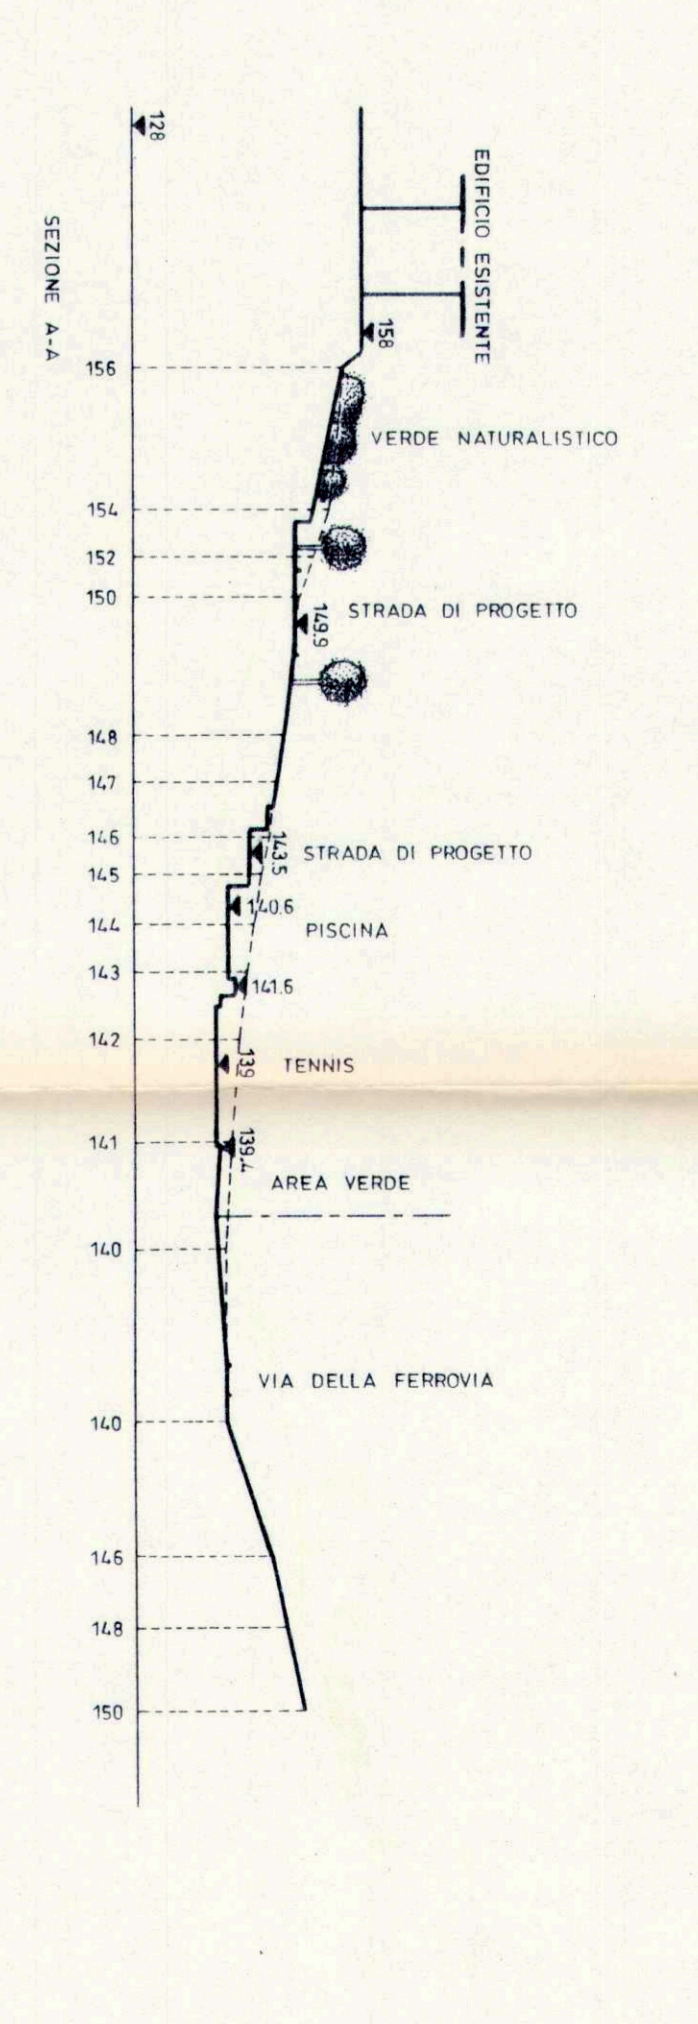 128
EDIFICIO ESISTENTE
SEZIONE A-A
158
156
VERDE NATURALISTICO
154
152
150
149.9
STRADA DI PROGETTO
148
147
146
143.5
STRADA DI PROGETTO
145
140.6
144
PISCINA
143
141.6
142
139
TENNIS
141
139.4
AREA VERDE
140
VIA DELLA FERROVIA
140
146
148
150